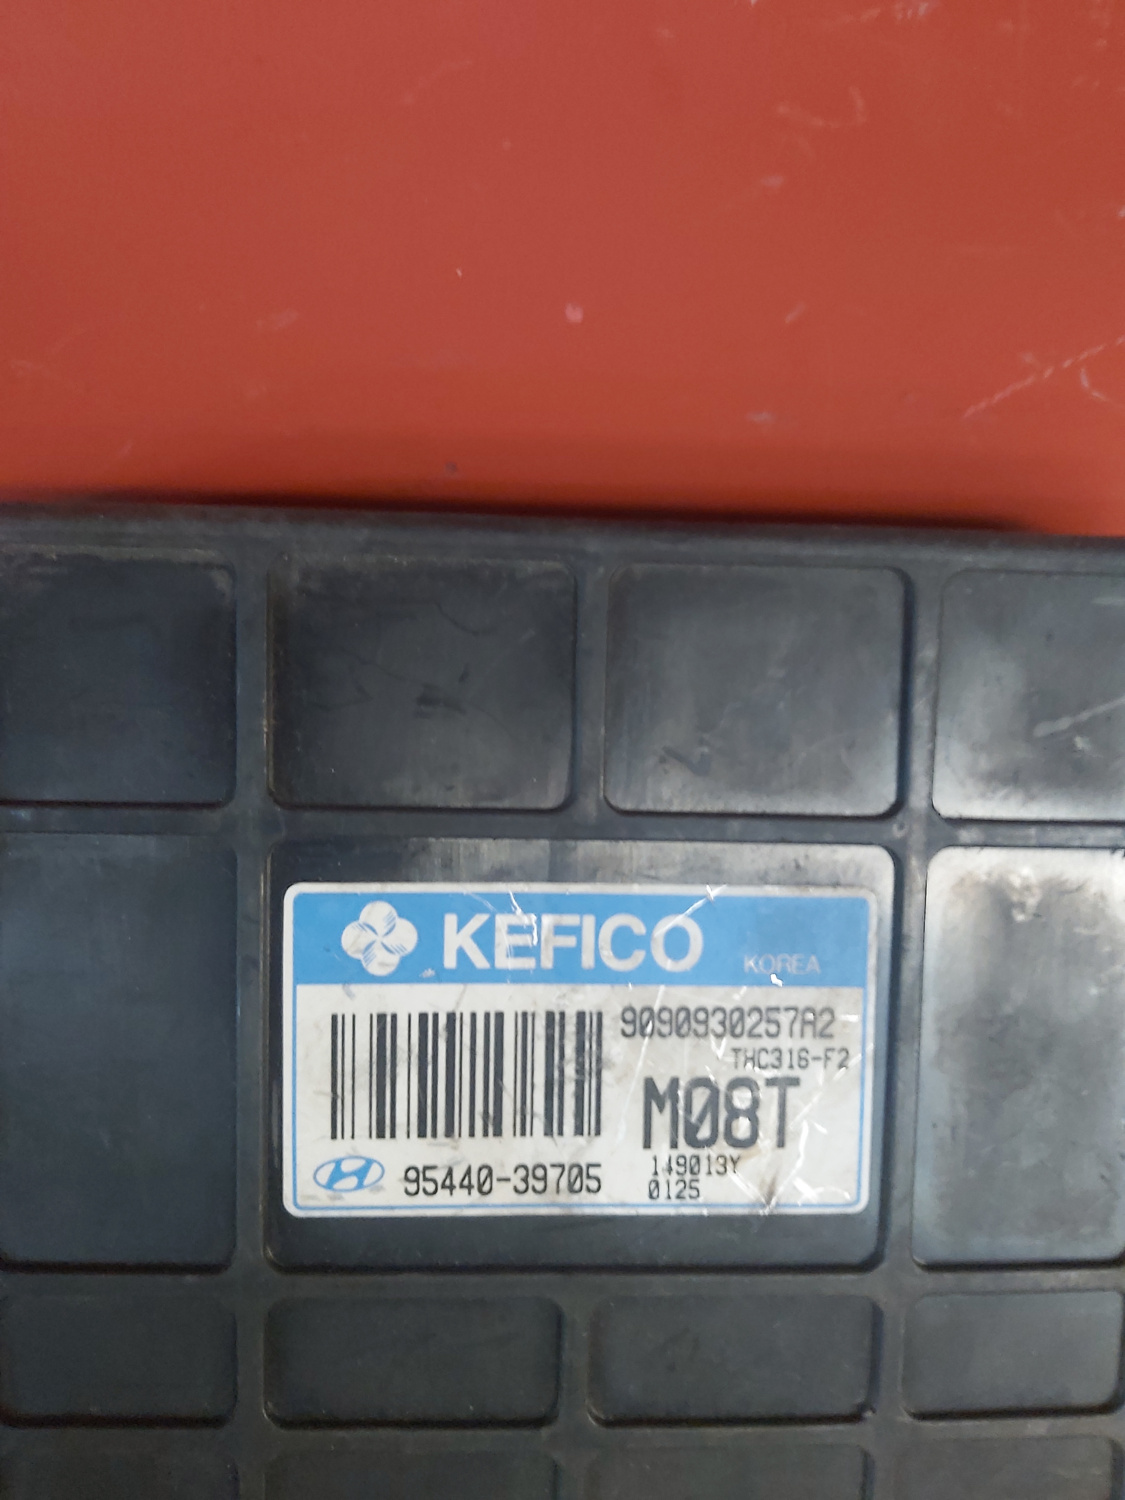 KEFICO KOREA
9090930257A2
THC316-F2
M08T
149013Y
0125
95440-39705